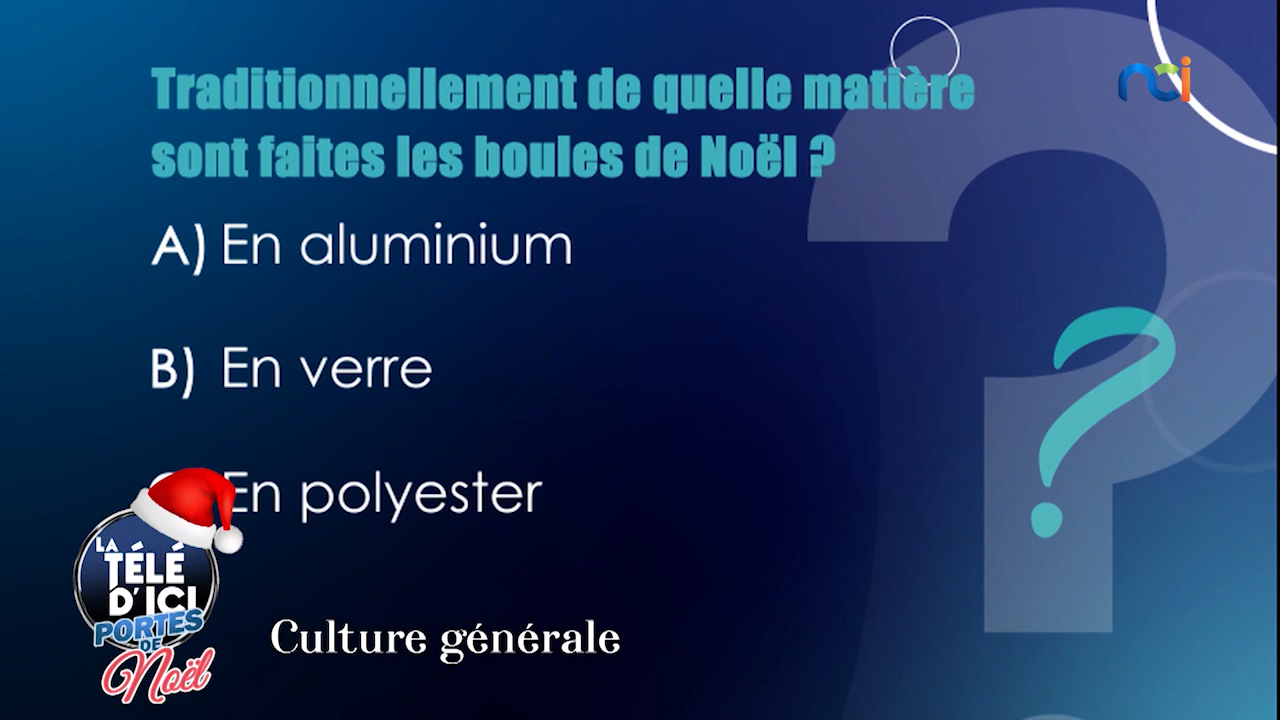 nci
Traditionnellement de quelle matière
sont faites les boules de Noël ?
A) En aluminium
B) En verre
En polyester
LA
TÉLÉ
D'ICI
PORTES
DE
Noël
Culture générale